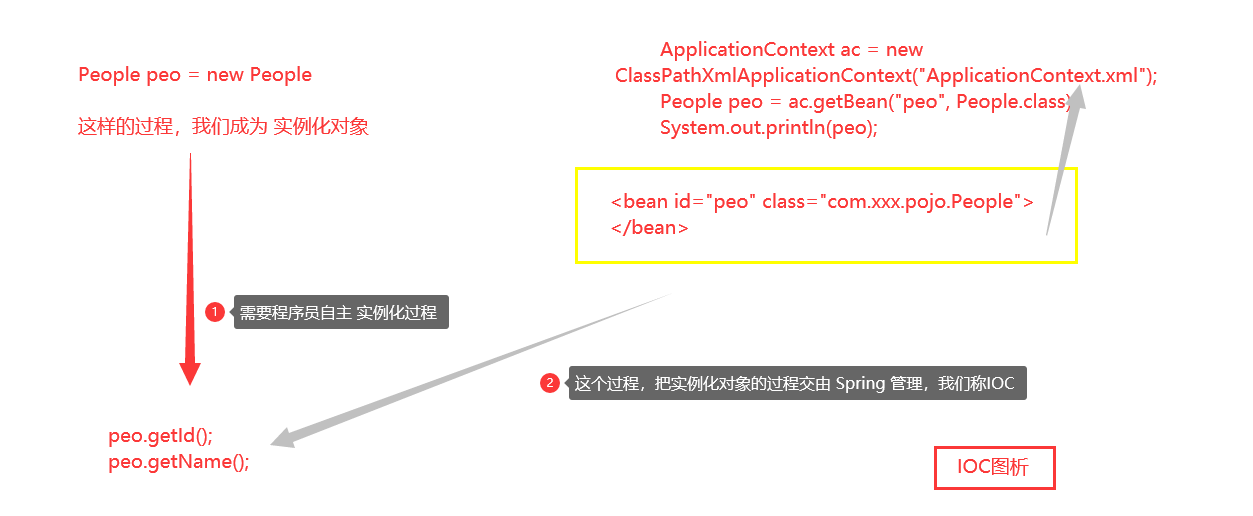 People peo = new People
这样的过程，我们成为 实例化对象
ApplicationContext ac = new
ClassPathXmlApplicationContext("ApplicationContext.xml");
People peo = ac.getBean("peo", People.class)
System.out.println(peo);
<bean id="peo" class="com.xxx.pojo.People">
</bean>
1 需要程序员自主 实例化过程
2 这个过程，把实例化对象的过程交由 Spring 管理，我们称IOC
peo.getId();
peo.getName();
IOC图析